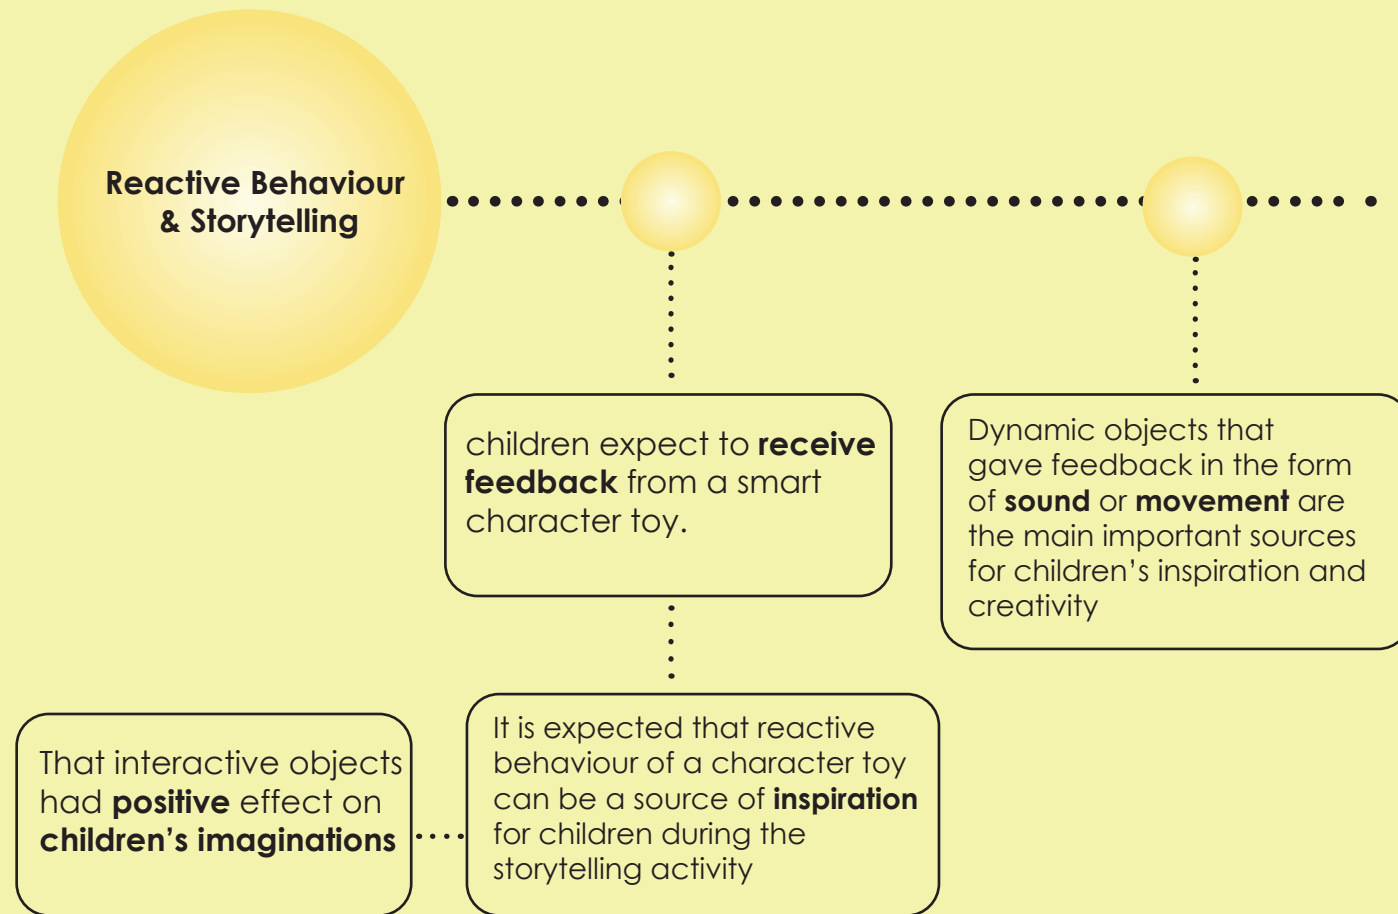 Reactive Behaviour
& Storytelling
children expect to receive
feedback from a smart
character toy.
Dynamic objects that
gave feedback in the form
of sound or movement are
the main important sources
for children’s inspiration and
creativity
That interactive objects
had positive effect on
children’s imaginations
It is expected that reactive
behaviour of a character toy
can be a source of inspiration
for children during the
storytelling activity